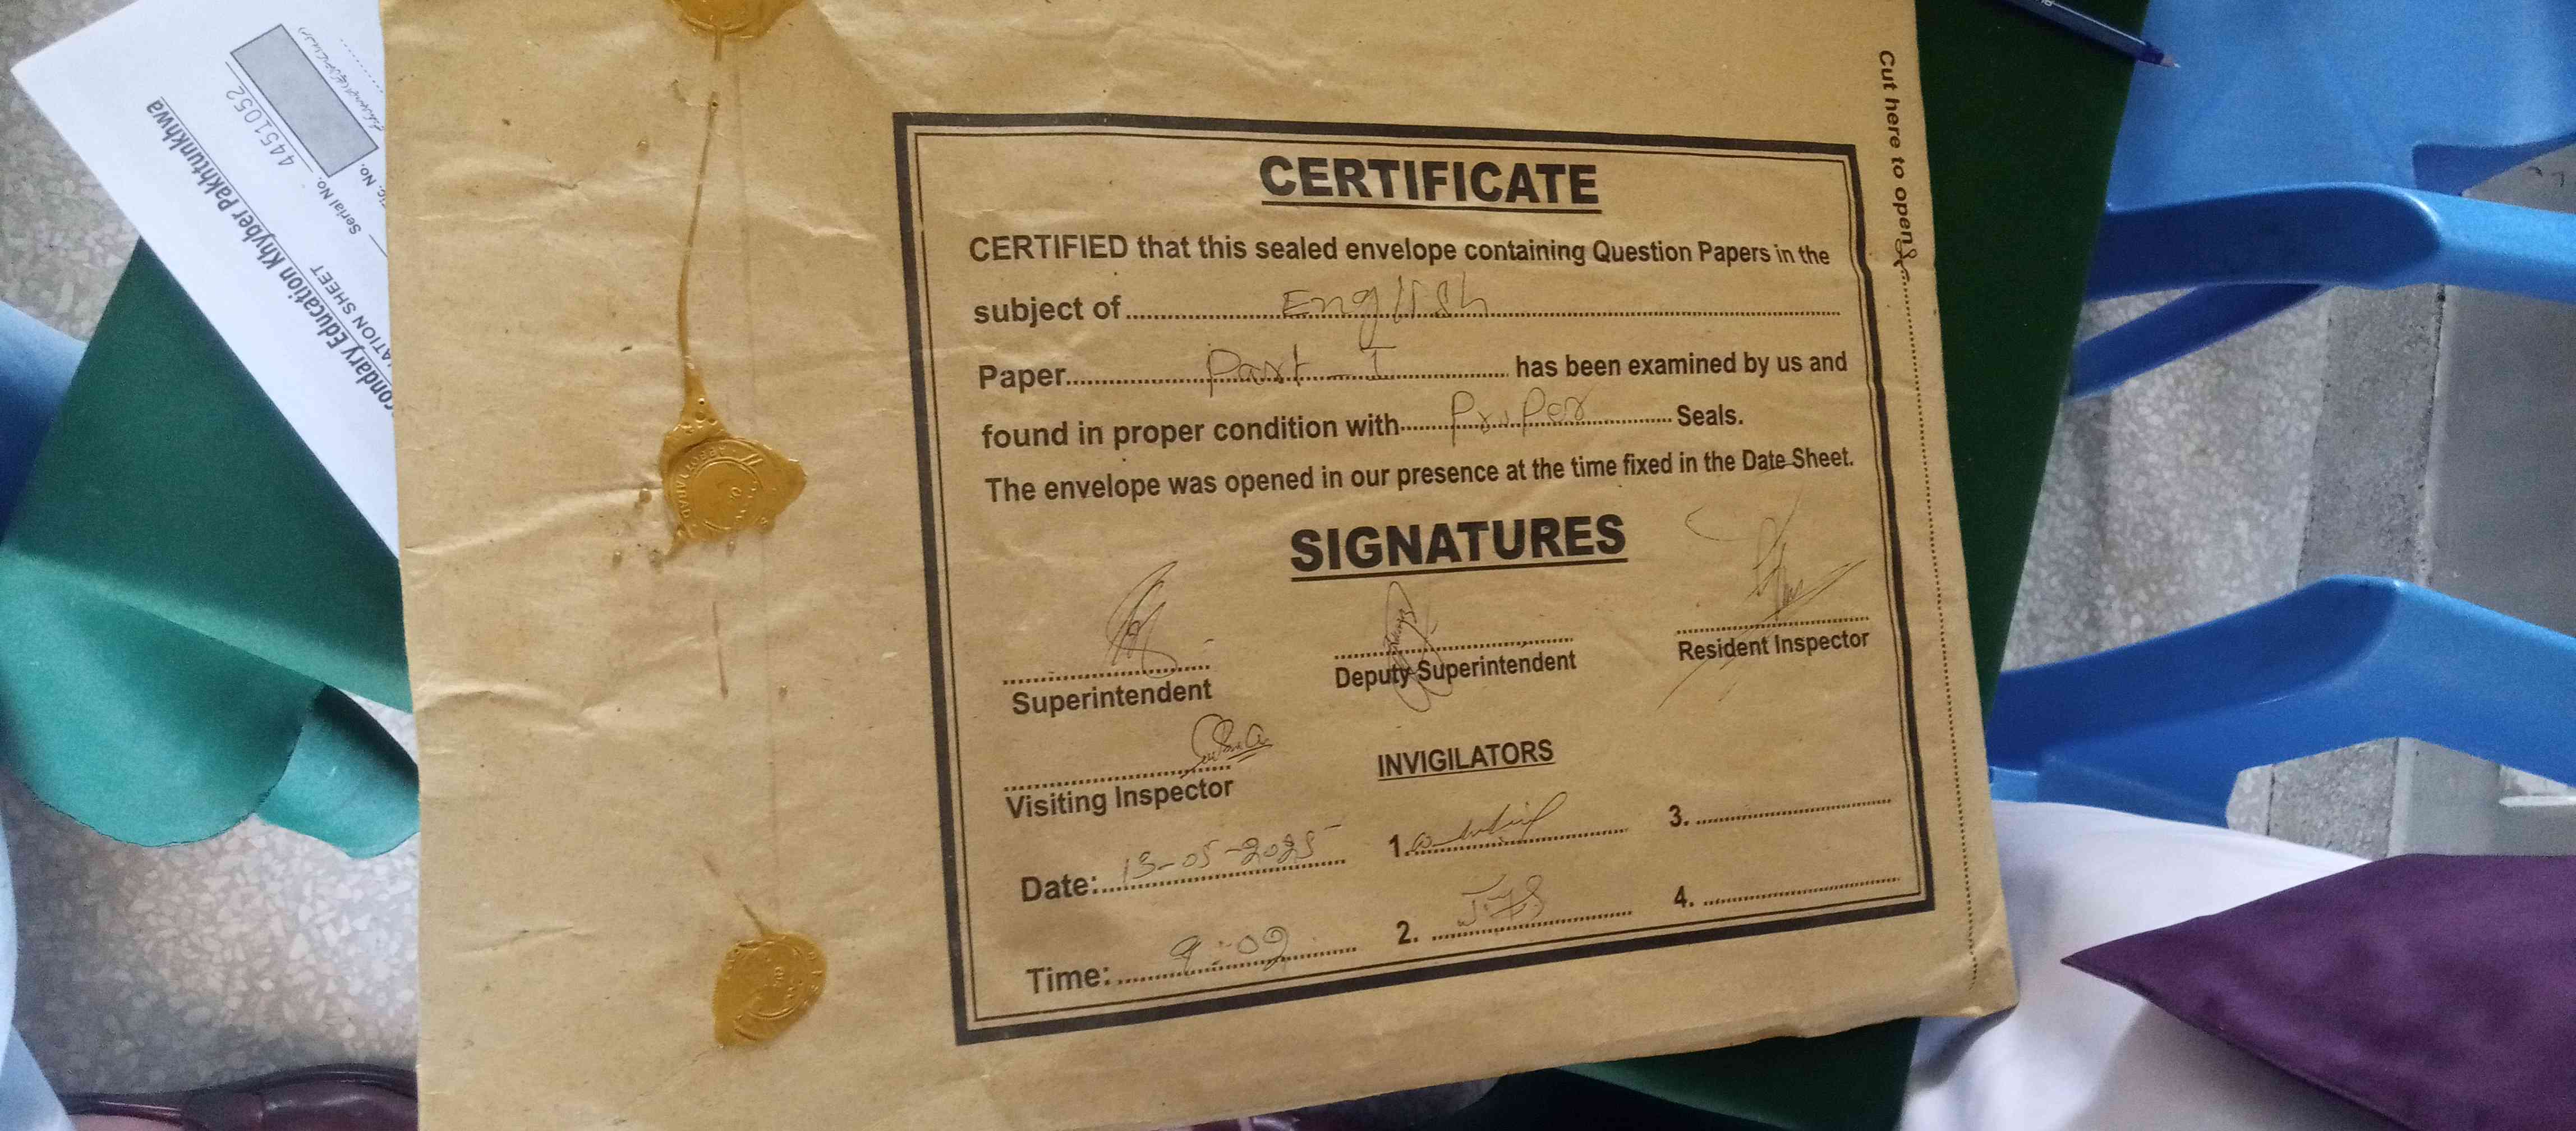 CERTIFICATE
CERTIFIED that this sealed envelope containing Question Papers in the
subject of English
Paper Part - I has been examined by us and
found in proper condition with Proper Seals.
The envelope was opened in our presence at the time fixed in the Date Sheet.
SIGNATURES
Superintendent
Deputy Superintendent
Resident Inspector
Visiting Inspector
INVIGILATORS
Date: 13-05-2025
1.
3.
Time: 9:09
2.
4.
Cut here to open
condary Education Khyber Pakhtunkhwa
ATION SHEET
Serial No. 4451052
ic. No.
ABBOTTABAD